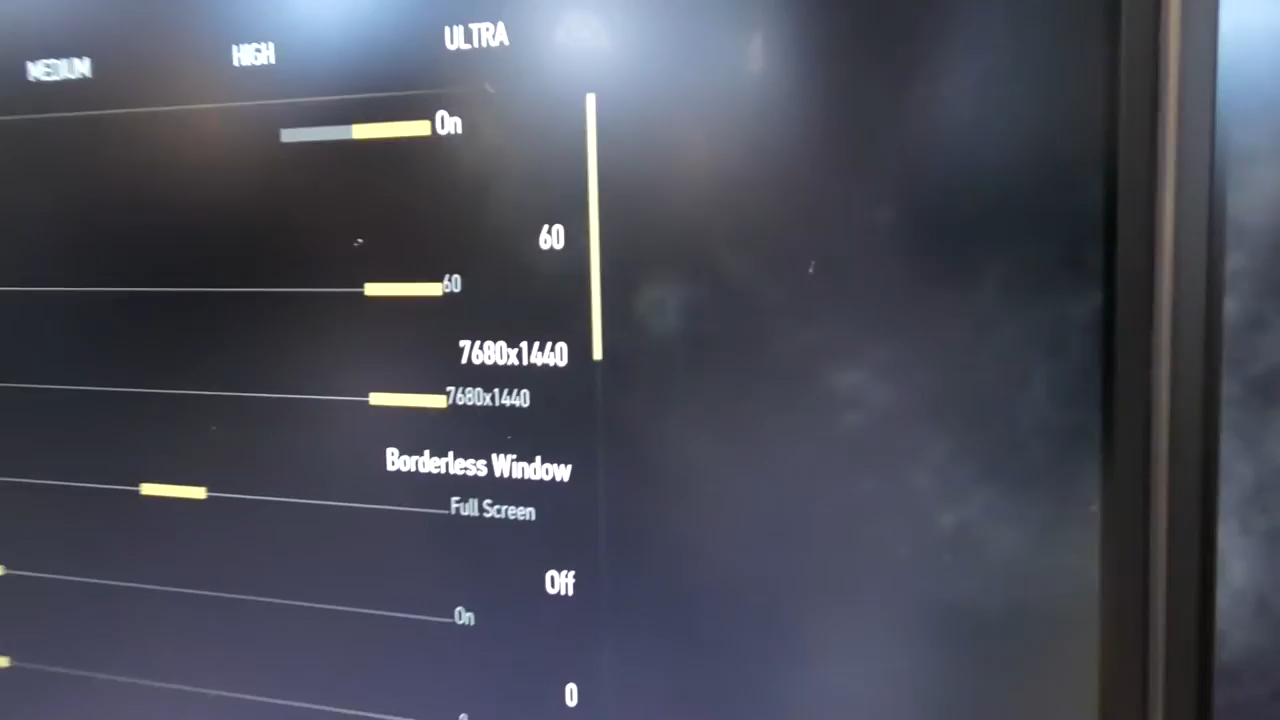 MEDIUM HIGH ULTRA
On
60
60
7680x1440
7680x1440
Borderless Window
Full Screen
Off
On
0